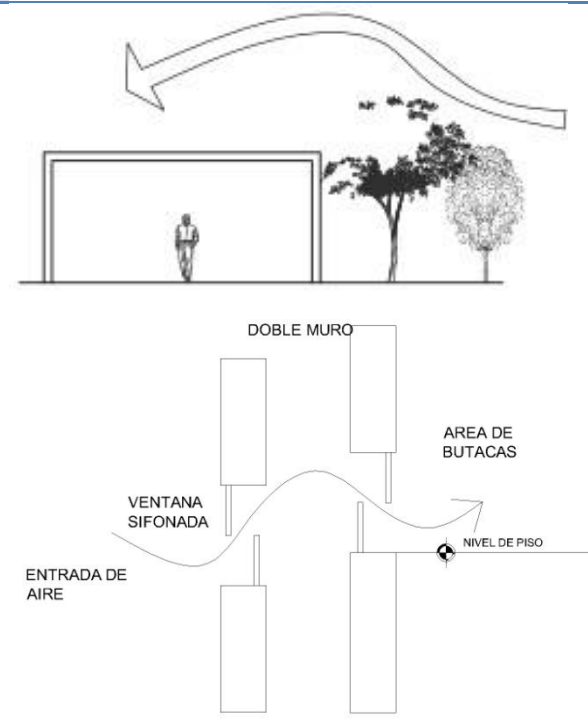 DOBLE MURO
AREA DE
BUTACAS
VENTANA
SIFONADA
NIVEL DE PISO
ENTRADA DE
AIRE